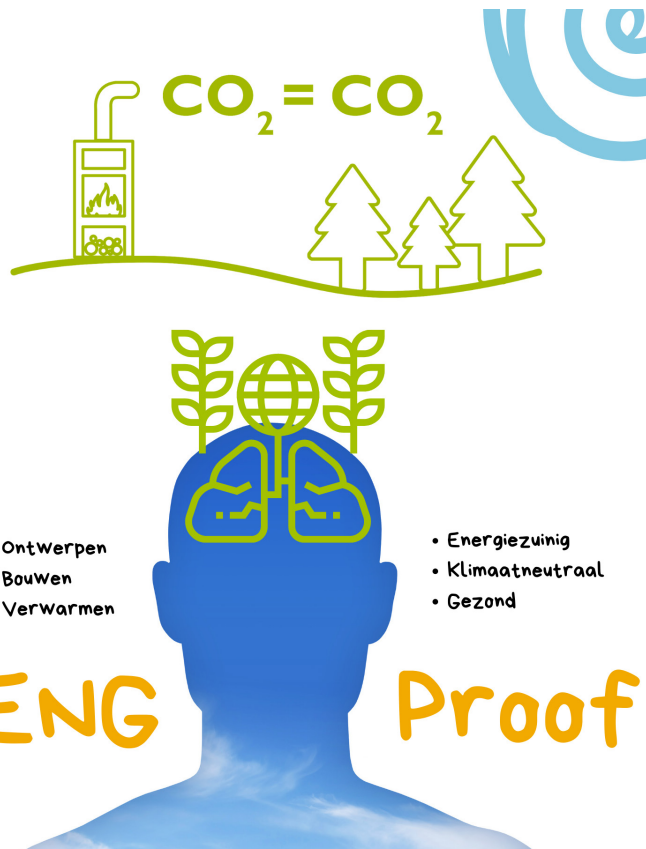 CO2 = CO2
Ontwerpen
Bouwen
Verwarmen
• Energiezuinig
• Klimaatneutraal
• Gezond
ENG Proof